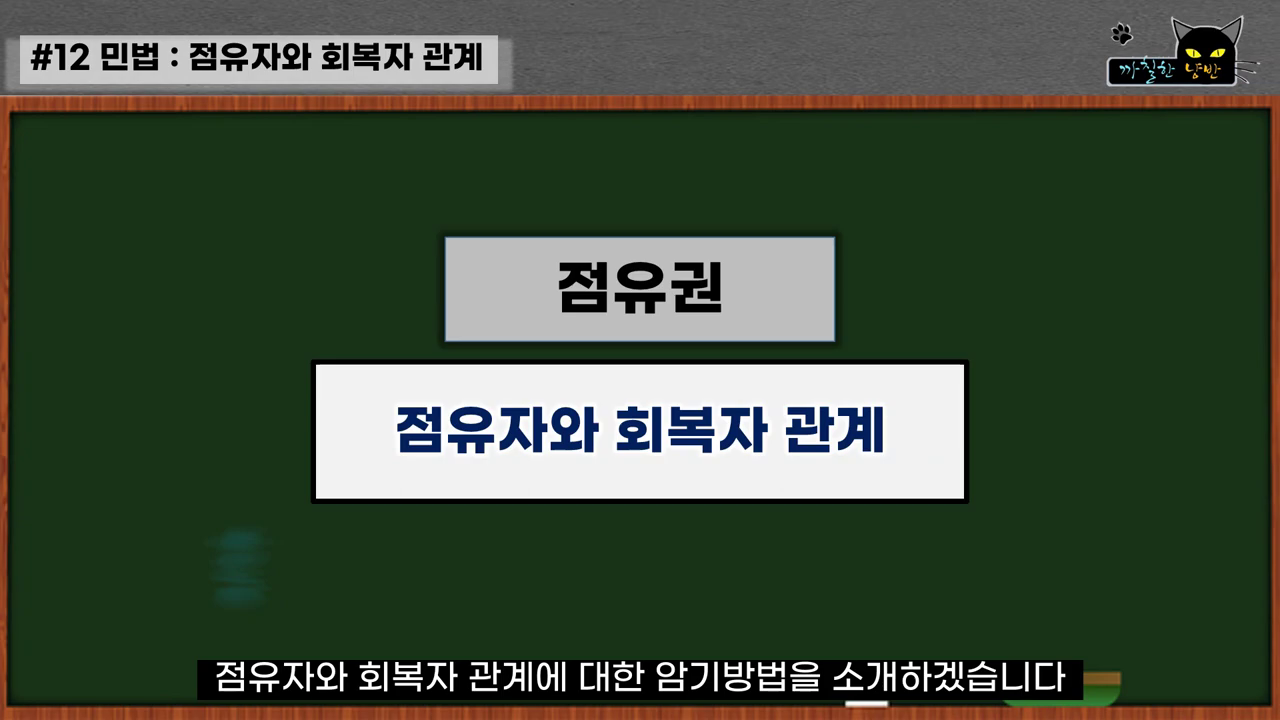 #12 민법 : 점유자와 회복자 관계
까칠한 냥반
점유권
점유자와 회복자 관계
점유자와 회복자 관계에 대한 암기방법을 소개하겠습니다